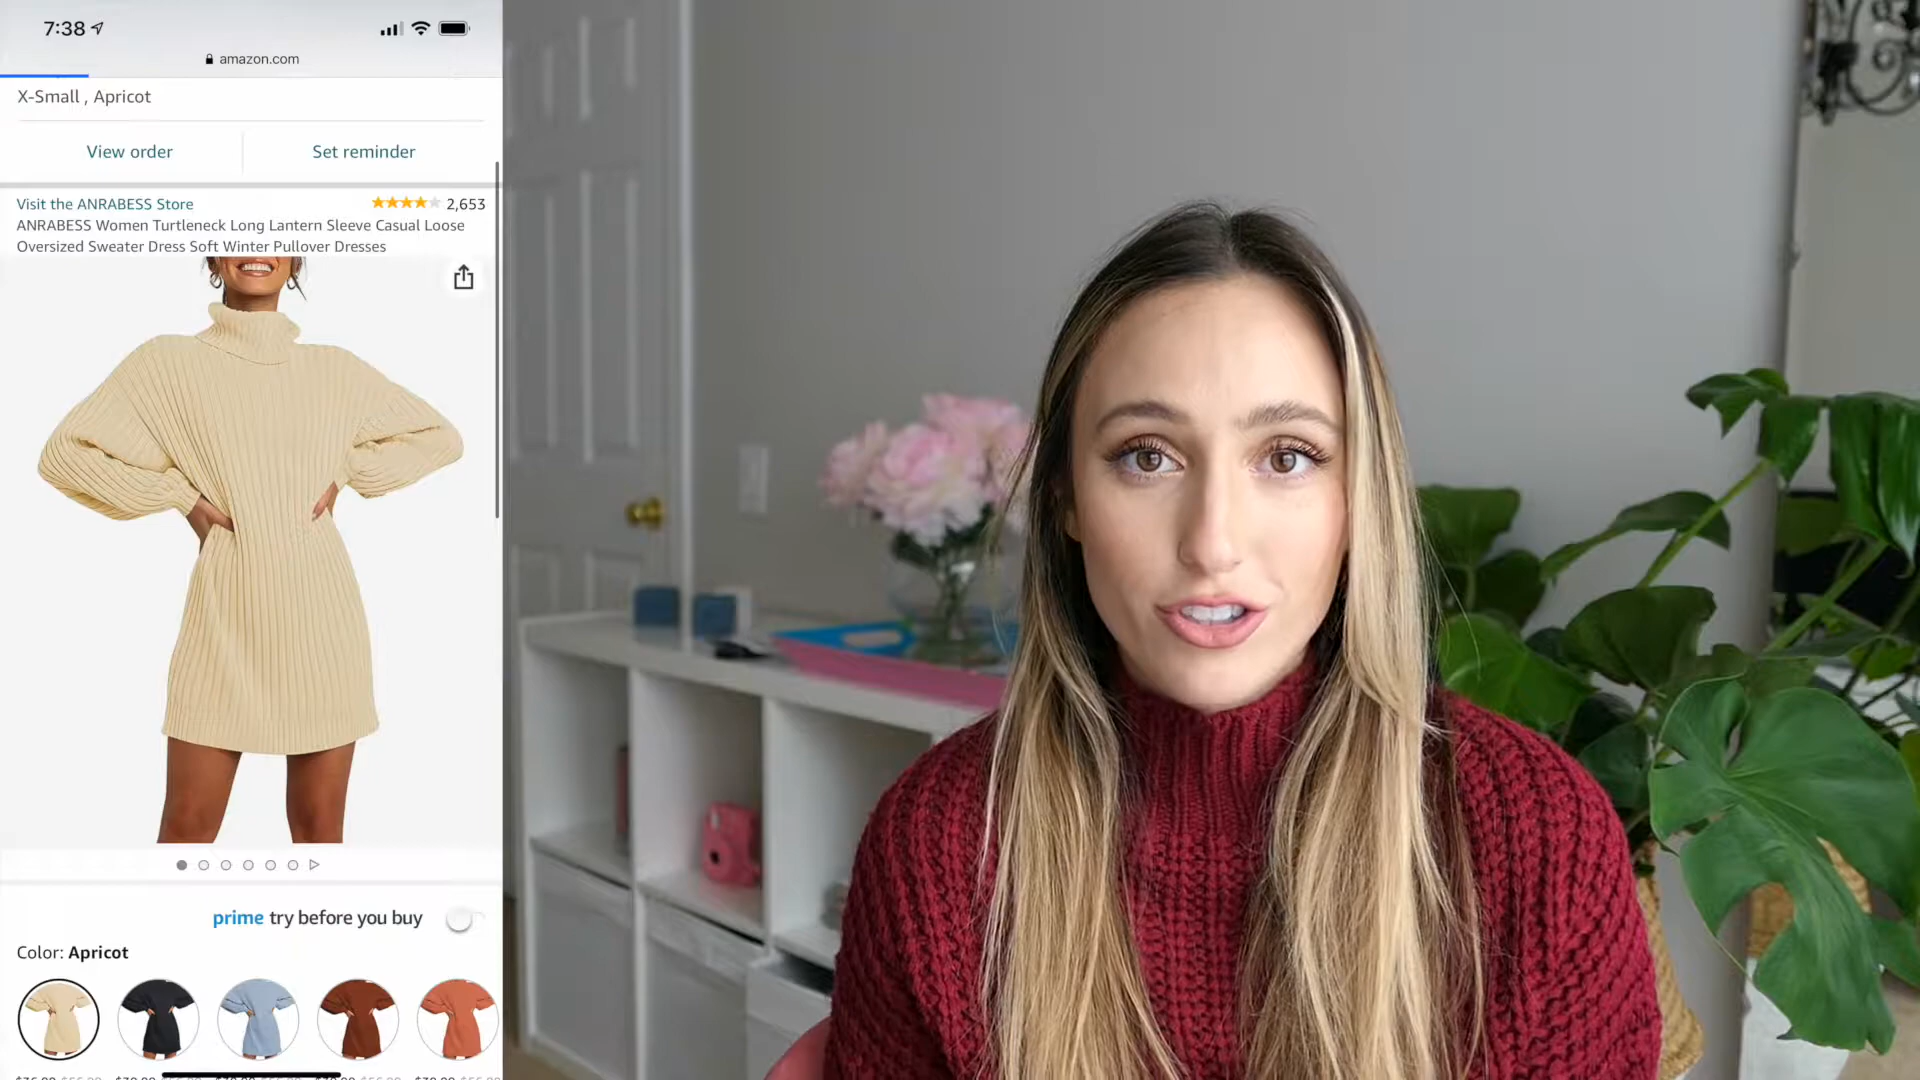 7:38
amazon.com
X-Small , Apricot
View order
Set reminder
Visit the ANRABESS Store
2,653
ANRABESS Women Turtleneck Long Lantern Sleeve Casual Loose
Oversized Sweater Dress Soft Winter Pullover Dresses
prime try before you buy
Color: Apricot